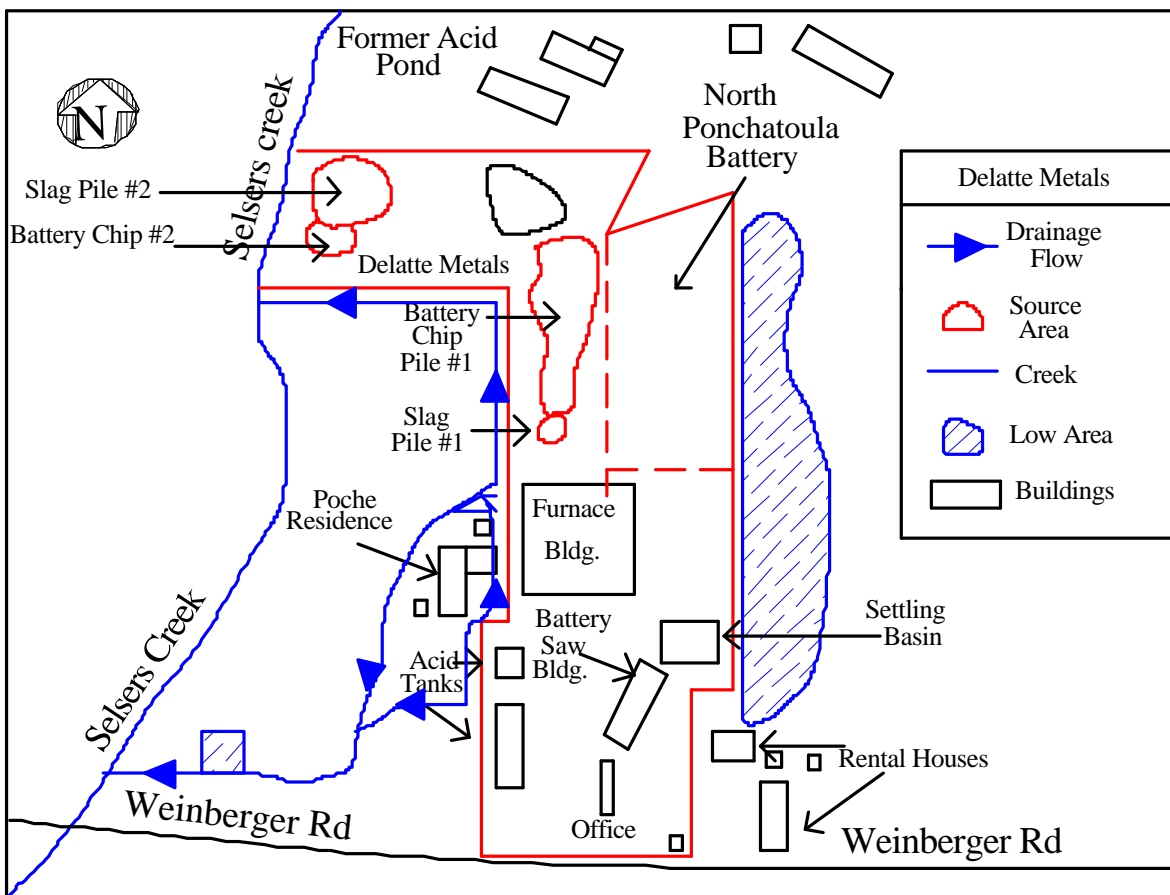 Former Acid
Pond
North
Ponchatoula
Battery
N
Selsers creek
Slag Pile #2
Battery Chip #2
Delatte Metals
Battery
Chip
Pile #1
Slag
Pile #1
Poche
Residence
Furnace
Bldg.
Battery
Saw
Bldg.
Settling
Basin
Acid
Tanks
Selsers Creek
Rental Houses
Office
Weinberger Rd
Weinberger Rd
Delatte Metals
Drainage
Flow
Source
Area
Creek
Low Area
Buildings